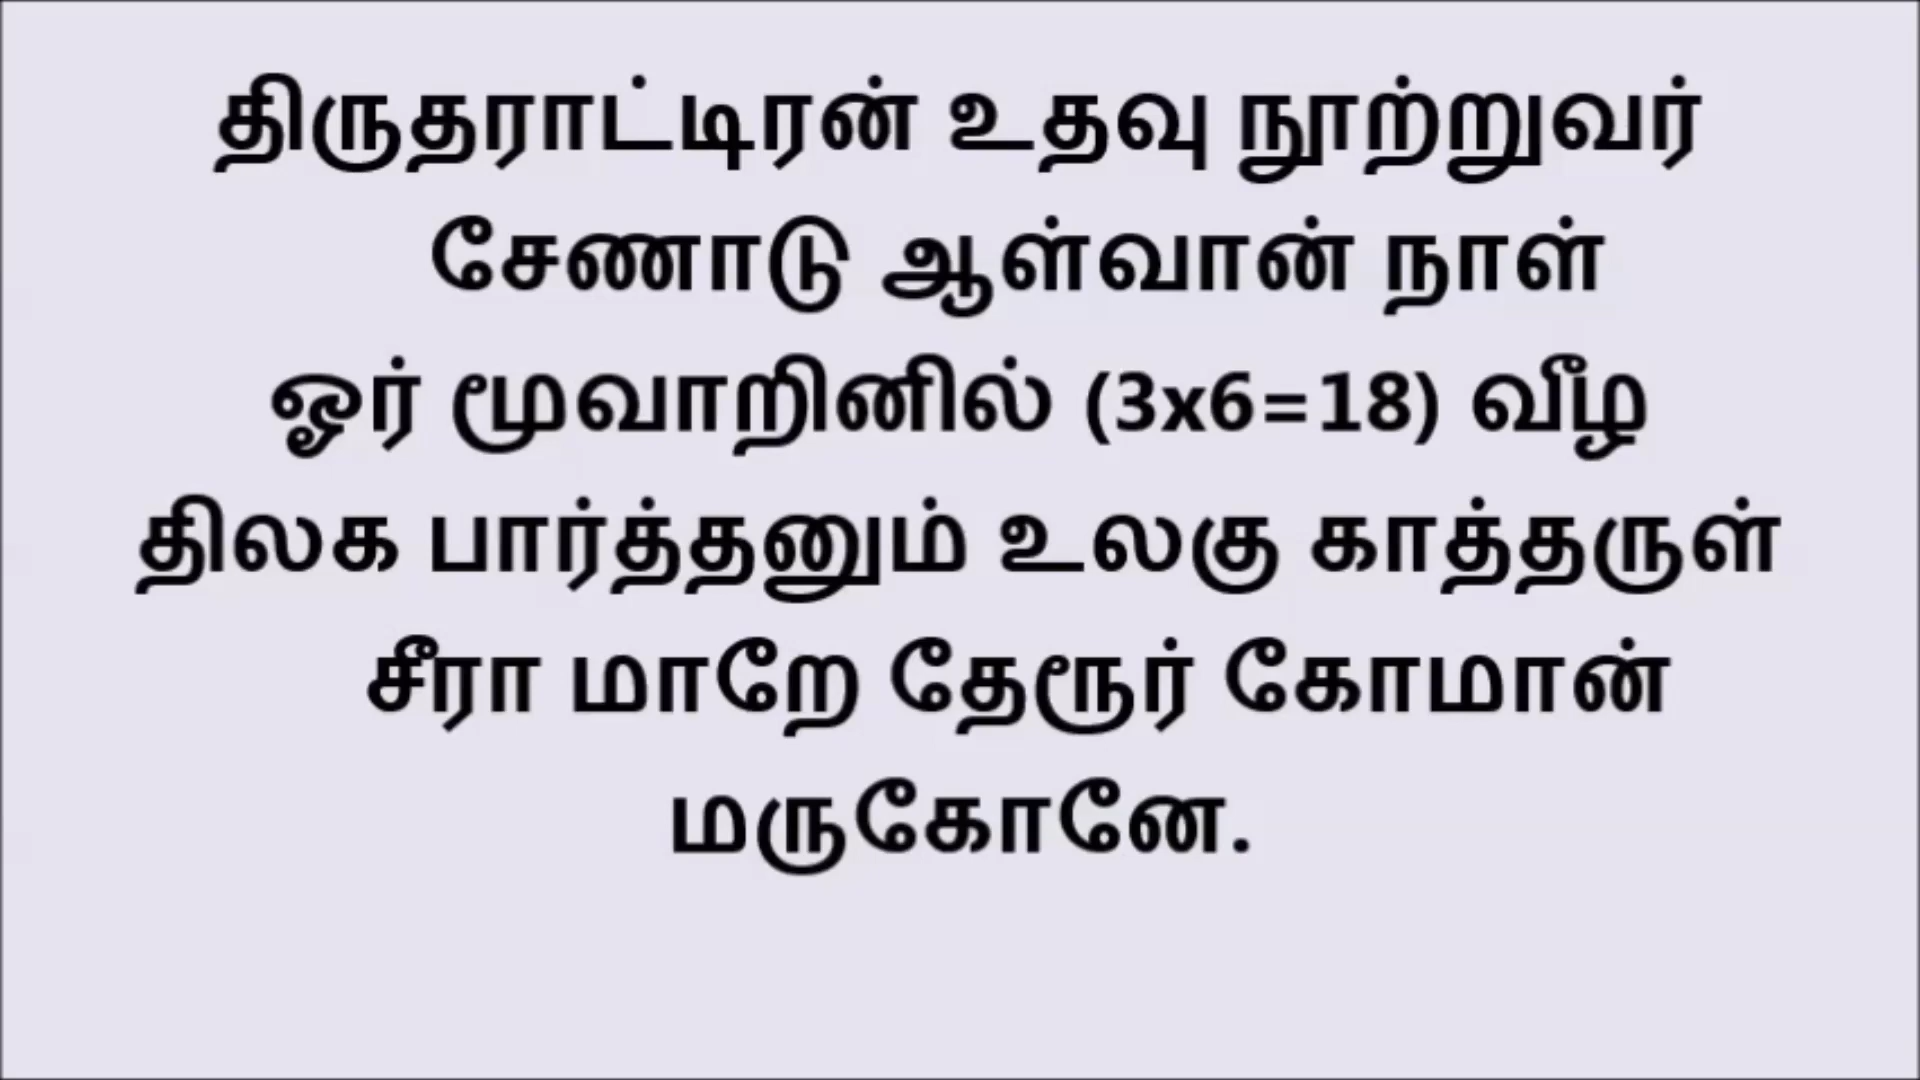 திருதராட்டிரன் உதவு நூற்றுவர்
சேணாடு ஆள்வான் நாள்
ஓர் மூவாறினில் (3x6=18) வீழ
திலக பார்த்தனும் உலகு காத்தருள்
சீரா மாறே தேரூர் கோமான்
மருகோனே.